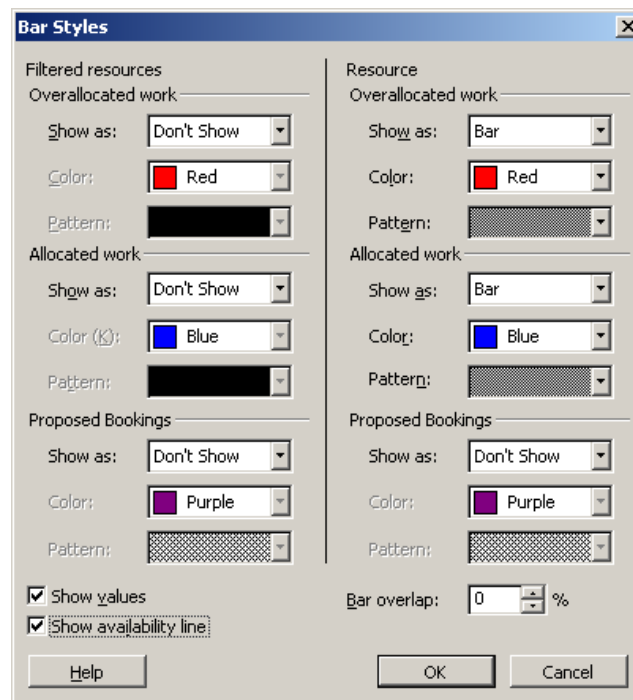 Bar Styles
Filtered resources
Overallocated work
Show as: Don't Show
Color: Red
Pattern:
Allocated work
Show as: Don't Show
Color (K): Blue
Pattern:
Proposed Bookings
Show as: Don't Show
Color: Purple
Pattern:
Resource
Overallocated work
Show as: Bar
Color: Red
Pattern:
Allocated work
Show as: Bar
Color: Blue
Pattern:
Proposed Bookings
Show as: Don't Show
Color: Purple
Pattern:
Show values
Bar overlap: 0 %
Show availability line
Help
OK
Cancel